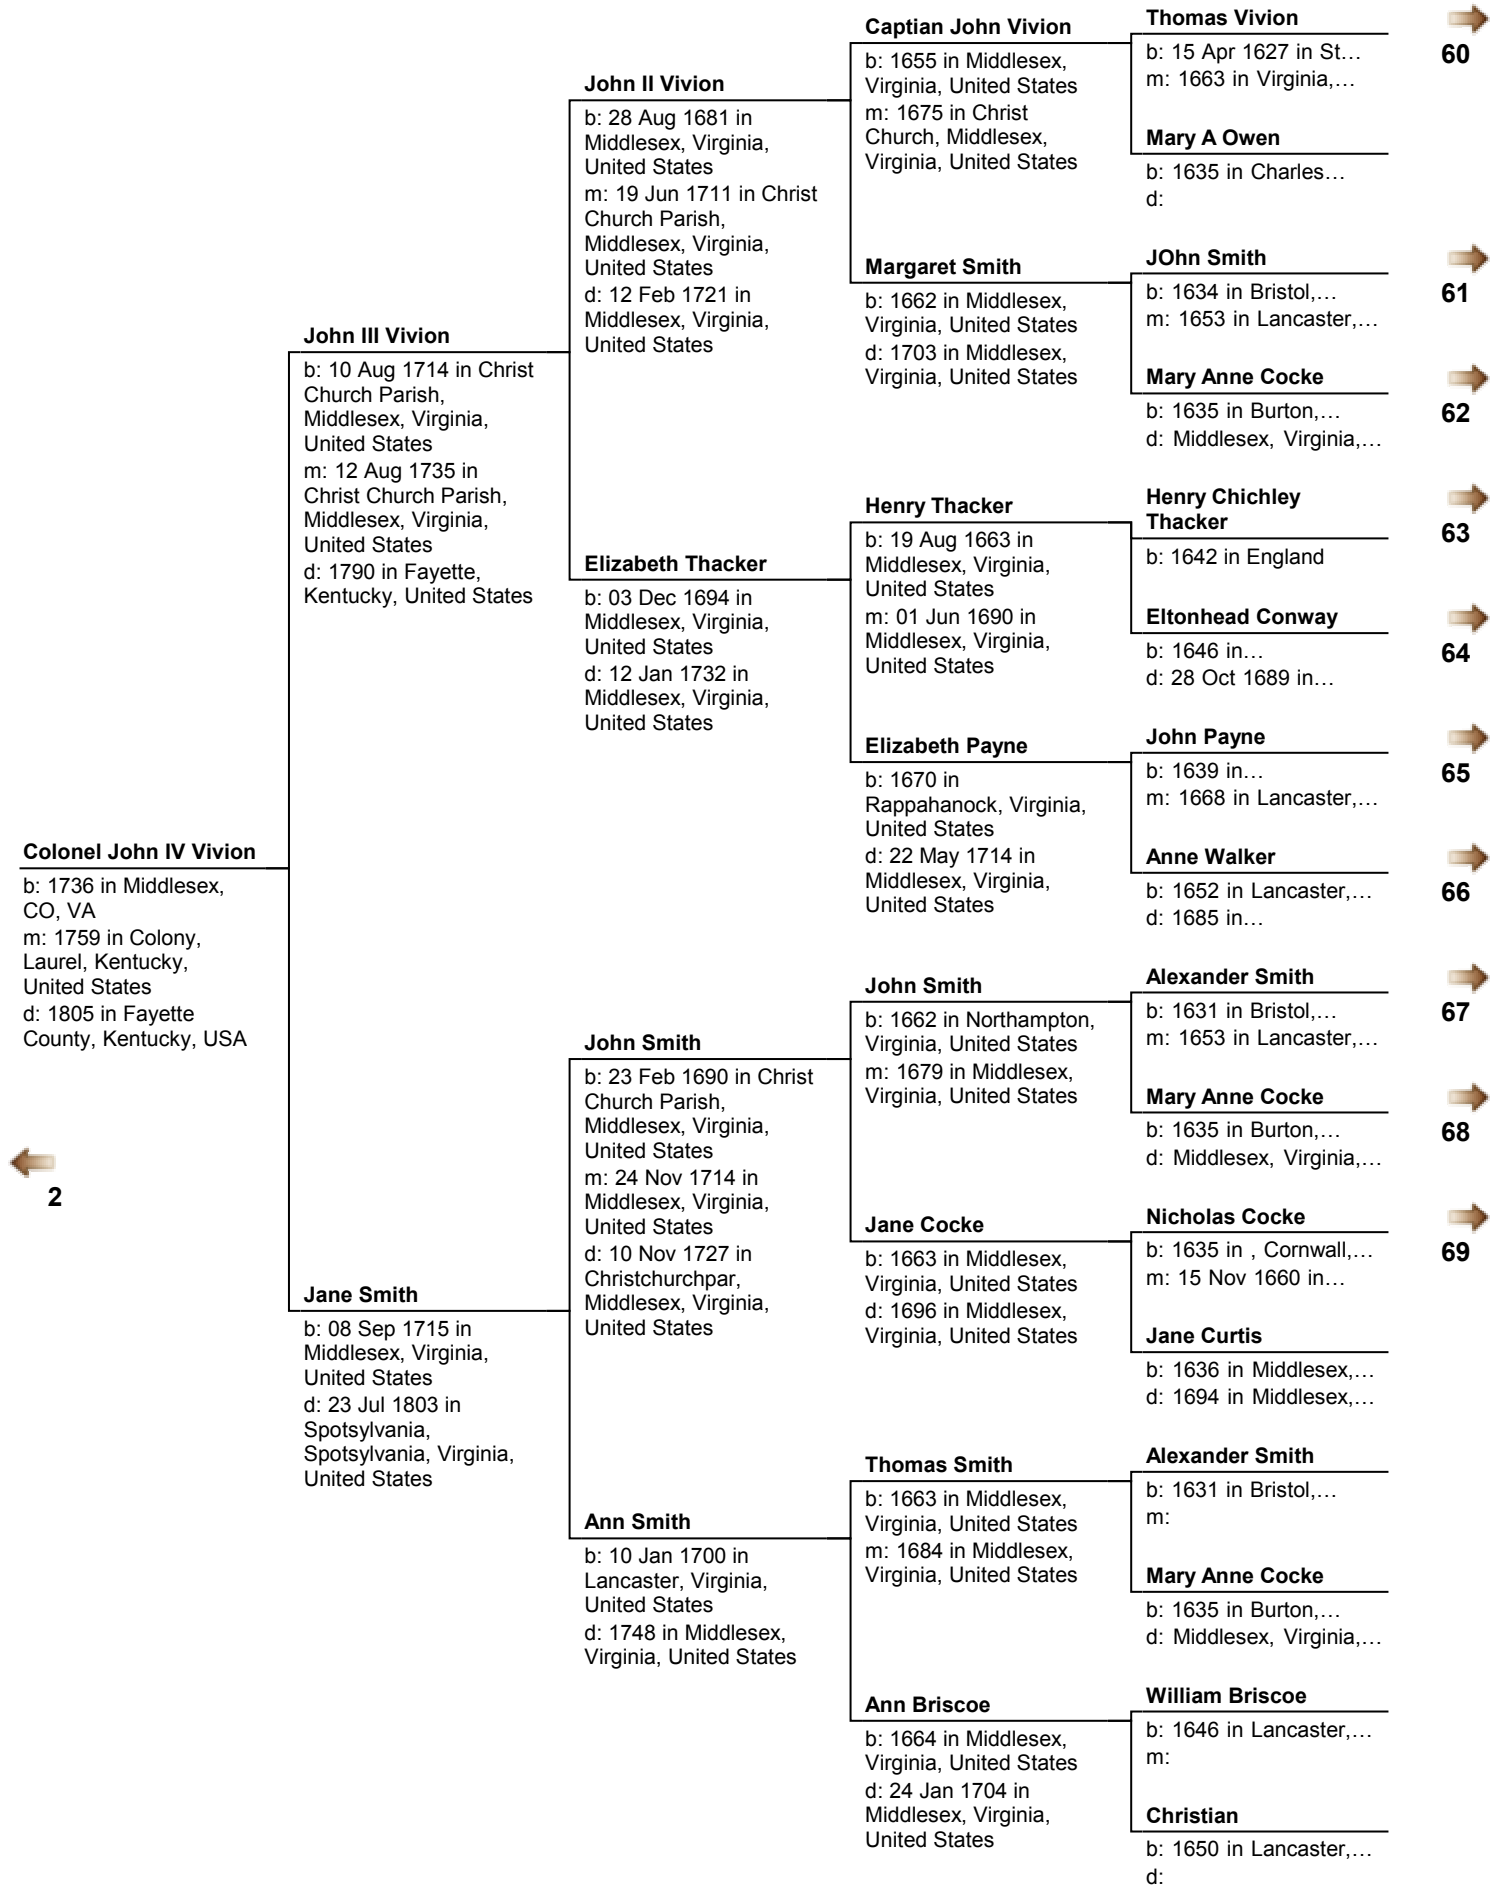 Colonel John IV Vivion
b: 1736 in Middlesex,
CO, VA
m: 1759 in Colony,
Laurel, Kentucky,
United States
d: 1805 in Fayette
County, Kentucky, USA
2
John III Vivion
b: 10 Aug 1714 in Christ
Church Parish,
Middlesex, Virginia,
United States
m: 12 Aug 1735 in
Christ Church Parish,
Middlesex, Virginia,
United States
d: 1790 in Fayette,
Kentucky, United States
Jane Smith
b: 08 Sep 1715 in
Middlesex, Virginia,
United States
d: 23 Jul 1803 in
Spotsylvania,
Spotsylvania, Virginia,
United States
John II Vivion
b: 28 Aug 1681 in
Middlesex, Virginia,
United States
m: 19 Jun 1711 in Christ
Church Parish,
Middlesex, Virginia,
United States
d: 12 Feb 1721 in
Middlesex, Virginia,
United States
Elizabeth Thacker
b: 03 Dec 1694 in
Middlesex, Virginia,
United States
d: 12 Jan 1732 in
Middlesex, Virginia,
United States
John Smith
b: 23 Feb 1690 in Christ
Church Parish,
Middlesex, Virginia,
United States
m: 24 Nov 1714 in
Middlesex, Virginia,
United States
d: 10 Nov 1727 in
Christchurchpar,
Middlesex, Virginia,
United States
Ann Smith
b: 10 Jan 1700 in
Lancaster, Virginia,
United States
d: 1748 in Middlesex,
Virginia, United States
Captian John Vivion
b: 1655 in Middlesex,
Virginia, United States
m: 1675 in Christ
Church, Middlesex,
Virginia, United States
Margaret Smith
b: 1662 in Middlesex,
Virginia, United States
d: 1703 in Middlesex,
Virginia, United States
Henry Thacker
b: 19 Aug 1663 in
Middlesex, Virginia,
United States
m: 01 Jun 1690 in
Middlesex, Virginia,
United States
Elizabeth Payne
b: 1670 in
Rappahanock, Virginia,
United States
d: 22 May 1714 in
Middlesex, Virginia,
United States
John Smith
b: 1662 in Northampton,
Virginia, United States
m: 1679 in Middlesex,
Virginia, United States
Jane Cocke
b: 1663 in Middlesex,
Virginia, United States
d: 1696 in Middlesex,
Virginia, United States
Thomas Smith
b: 1663 in Middlesex,
Virginia, United States
m: 1684 in Middlesex,
Virginia, United States
Ann Briscoe
b: 1664 in Middlesex,
Virginia, United States
d: 24 Jan 1704 in
Middlesex, Virginia,
United States
Thomas Vivion
b: 15 Apr 1627 in St…
m: 1663 in Virginia,…
60
Mary A Owen
b: 1635 in Charles…
d:
JOhn Smith
b: 1634 in Bristol,…
m: 1653 in Lancaster,…
61
Mary Anne Cocke
b: 1635 in Burton,…
d: Middlesex, Virginia,…
62
Henry Chichley
Thacker
b: 1642 in England
63
Eltonhead Conway
b: 1646 in…
d: 28 Oct 1689 in…
64
John Payne
b: 1639 in…
m: 1668 in Lancaster,…
65
Anne Walker
b: 1652 in Lancaster,…
d: 1685 in…
66
Alexander Smith
b: 1631 in Bristol,…
m: 1653 in Lancaster,…
67
Mary Anne Cocke
b: 1635 in Burton,…
d: Middlesex, Virginia,…
68
Nicholas Cocke
b: 1635 in , Cornwall,…
m: 15 Nov 1660 in…
69
Jane Curtis
b: 1636 in Middlesex,…
d: 1694 in Middlesex,…
Alexander Smith
b: 1631 in Bristol,…
m:
Mary Anne Cocke
b: 1635 in Burton,…
d: Middlesex, Virginia,…
William Briscoe
b: 1646 in Lancaster,…
m:
Christian
b: 1650 in Lancaster,…
d: